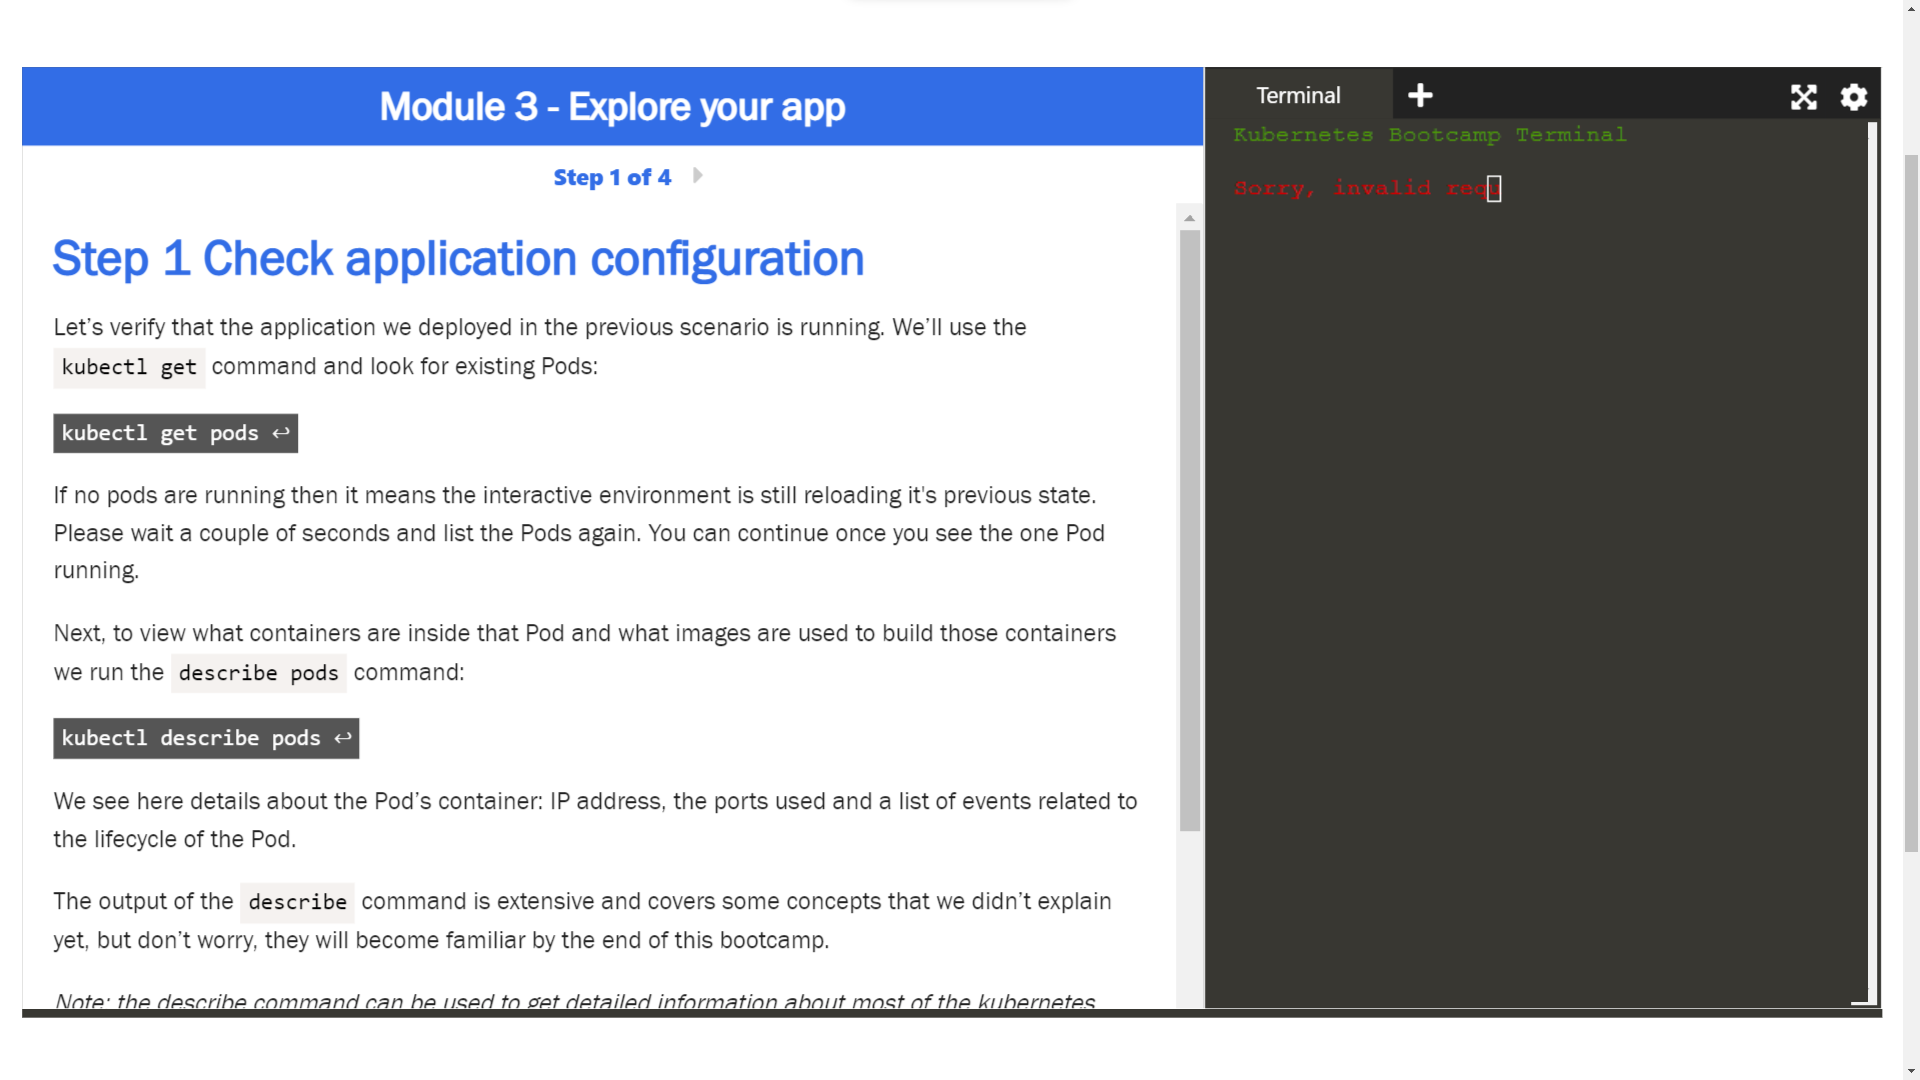 Module 3 - Explore your app
Step 1 of 4
Step 1 Check application configuration
Let’s verify that the application we deployed in the previous scenario is running. We’ll use the
kubectl get command and look for existing Pods:
kubectl get pods ↩
If no pods are running then it means the interactive environment is still reloading it's previous state.
Please wait a couple of seconds and list the Pods again. You can continue once you see the one Pod
running.
Next, to view what containers are inside that Pod and what images are used to build those containers
we run the describe pods command:
kubectl describe pods ↩
We see here details about the Pod’s container: IP address, the ports used and a list of events related to
the lifecycle of the Pod.
The output of the describe command is extensive and covers some concepts that we didn’t explain
yet, but don’t worry, they will become familiar by the end of this bootcamp.
Note: the describe command can be used to get detailed information about most of the kubernetes
Terminal
Kubernetes Bootcamp Terminal
Sorry, invalid requ